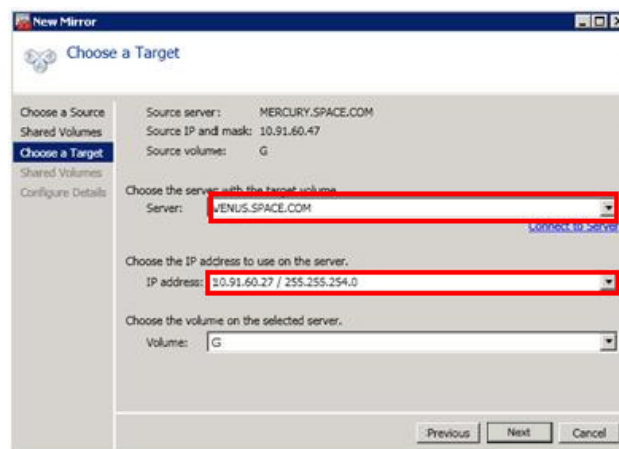 New Mirror
Choose a Target
Choose a Source
Shared Volumes
Choose a Target
Shared Volumes
Configure Details
Source server: MERCURY.SPACE.COM
Source IP and mask: 10.91.60.47
Source volume: G
Choose the server with the target volume.
Server: VENUS.SPACE.COM
Connect to Server
Choose the IP address to use on the server.
IP address: 10.91.60.27 / 255.255.254.0
Choose the volume on the selected server.
Volume: G
Previous Next Cancel